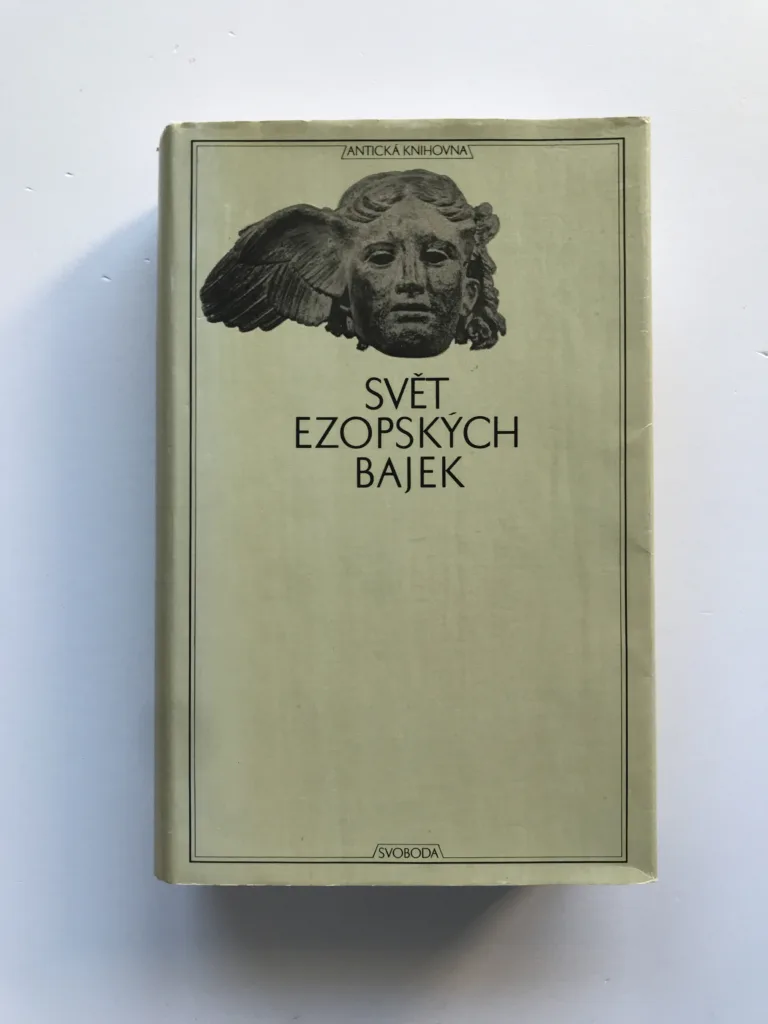 ANTICKÁ KNIHOVNA
SVĚT
EZOPSKÝCH
BAJEK
SVOBODA